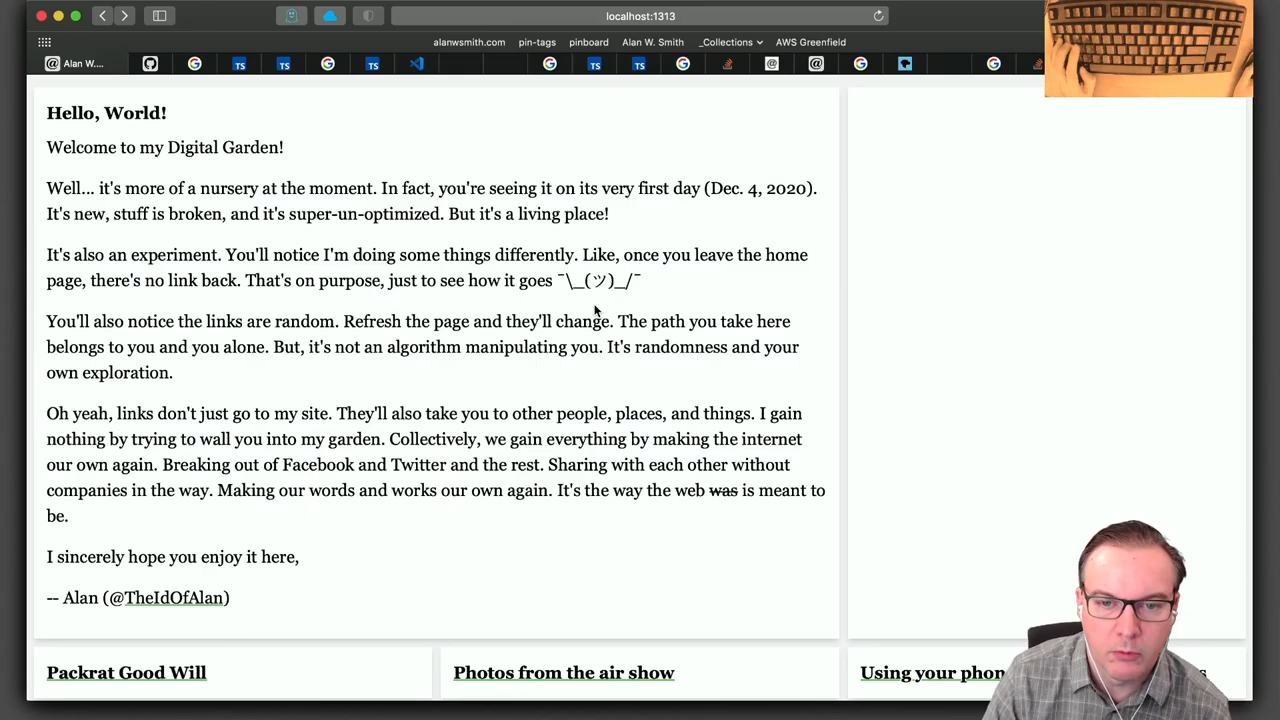 localhost:1313
alanwsmith.com pin-tags pinboard Alan W. Smith _Collections AWS Greenfield
Alan W....
Hello, World!
Welcome to my Digital Garden!
Well... it's more of a nursery at the moment. In fact, you're seeing it on its very first day (Dec. 4, 2020).
It's new, stuff is broken, and it's super-un-optimized. But it's a living place!
It's also an experiment. You'll notice I'm doing some things differently. Like, once you leave the home
page, there's no link back. That's on purpose, just to see how it goes ¯\_(ツ)_/¯
You'll also notice the links are random. Refresh the page and they'll change. The path you take here
belongs to you and you alone. But, it's not an algorithm manipulating you. It's randomness and your
own exploration.
Oh yeah, links don't just go to my site. They'll also take you to other people, places, and things. I gain
nothing by trying to wall you into my garden. Collectively, we gain everything by making the internet
our own again. Breaking out of Facebook and Twitter and the rest. Sharing with each other without
companies in the way. Making our words and works our own again. It's the way the web was is meant to
be.
I sincerely hope you enjoy it here,
-- Alan (@TheIdOfAlan)
Packrat Good Will
Photos from the air show
Using your phon